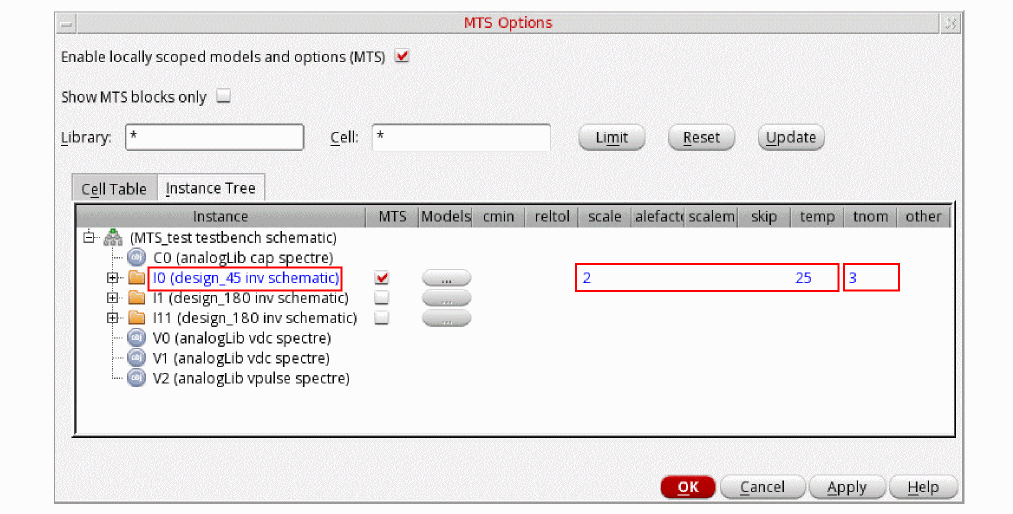 MTS Options
Enable locally scoped models and options (MTS)
Show MTS blocks only
Library: * Cell: * Limit Reset Update
Cell Table Instance Tree
Instance MTS Models cmin reltol scale alefacto scalem skip temp tnom other
(MTS_test testbench schematic)
C0 (analogLib cap spectre)
I0 (design_45 inv schematic) ... 2 25 3
I1 (design_180 inv schematic) ...
I11 (design_180 inv schematic) ...
V0 (analogLib vdc spectre)
V1 (analogLib vdc spectre)
V2 (analogLib vpulse spectre)
OK Cancel Apply Help